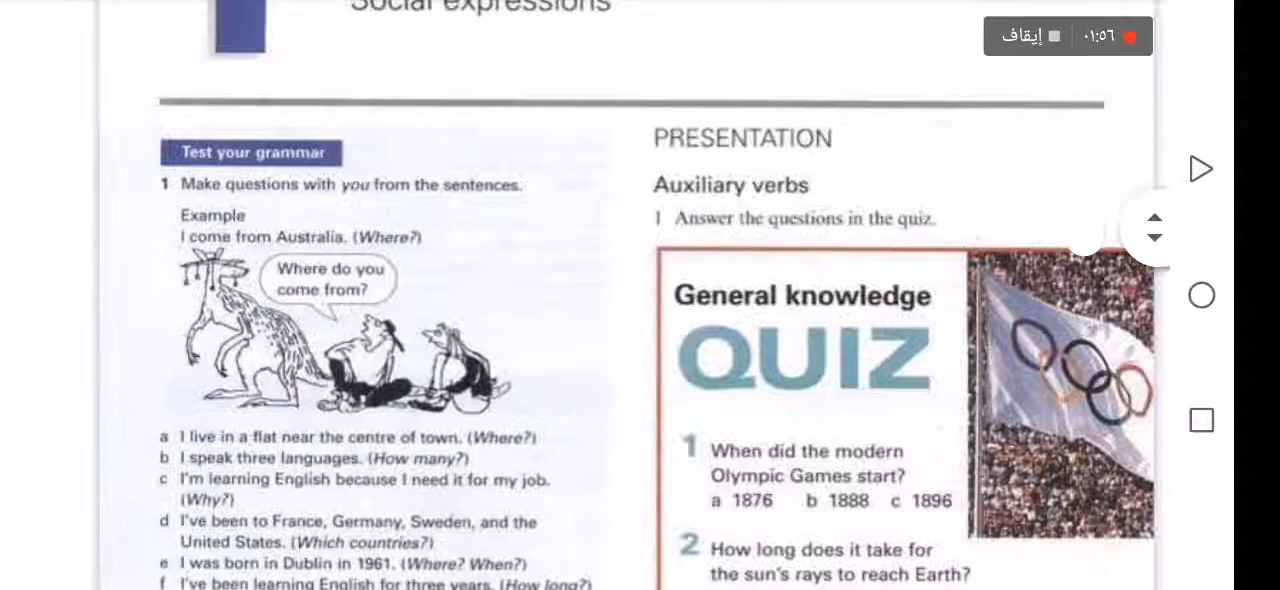 Social expressions
إيقاف
٠١:٥٦
Test your grammar
1 Make questions with you from the sentences.
Example
I come from Australia. (Where?)
Where do you
come from?
a I live in a flat near the centre of town. (Where?)
b I speak three languages. (How many?)
c I'm learning English because I need it for my job.
(Why?)
d I've been to France, Germany, Sweden, and the
United States. (Which countries?)
e I was born in Dublin in 1961. (Where? When?)
f I've been learning English for three years. (How long?)
PRESENTATION
Auxiliary verbs
1 Answer the questions in the quiz.
General knowledge
QUIZ
1 When did the modern
Olympic Games start?
a 1876 b 1888 c 1896
2 How long does it take for
the sun's rays to reach Earth?